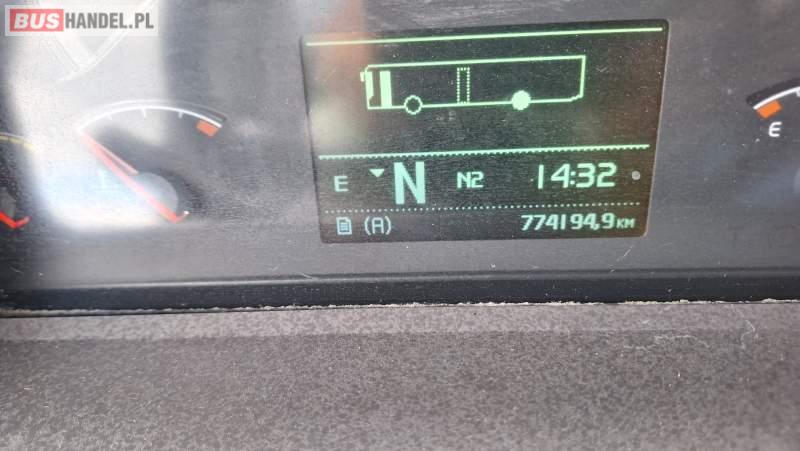 BUSHANDEL.PL
E N N2 14:32
(A) 774194,9 KM
E